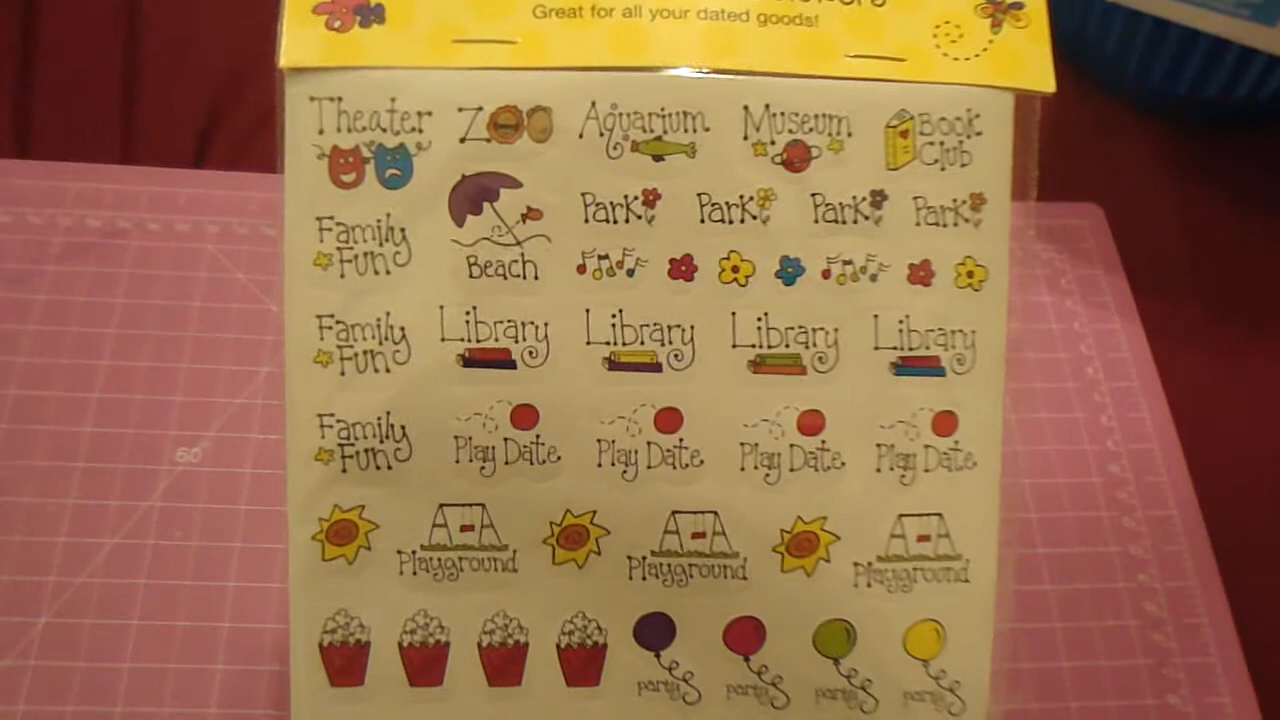 Great for all your dated goods!
Theater
Zoo
Aquarium
Museum
Book
Club
Family
Fun
Beach
Park
Park
Park
Park
Family
Fun
Library
Library
Library
Library
Family
Fun
Play Date
Play Date
Play Date
Play Date
Playground
Playground
Playground
party
party
party
party
60